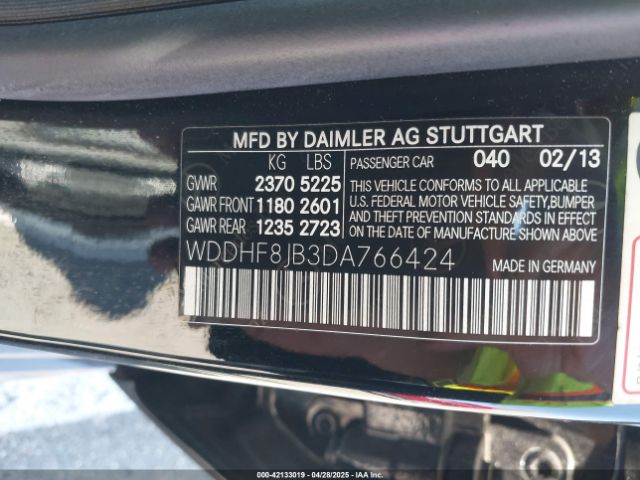 MFD BY DAIMLER AG STUTTGART
KG LBS PASSENGER CAR 040 02/13
GVWR 2370 5225 THIS VEHICLE CONFORMS TO ALL APPLICABLE
GAWR FRONT 1180 2601 U.S. FEDERAL MOTOR VEHICLE SAFETY,BUMPER
GAWR REAR 1235 2723 AND THEFT PREVENTION STANDARDS IN EFFECT
ON THE DATE OF MANUFACTURE SHOWN ABOVE.
WDDHF8JB3DA766424 MADE IN GERMANY
000-42133019 04/28/2025 - IAAI.COM